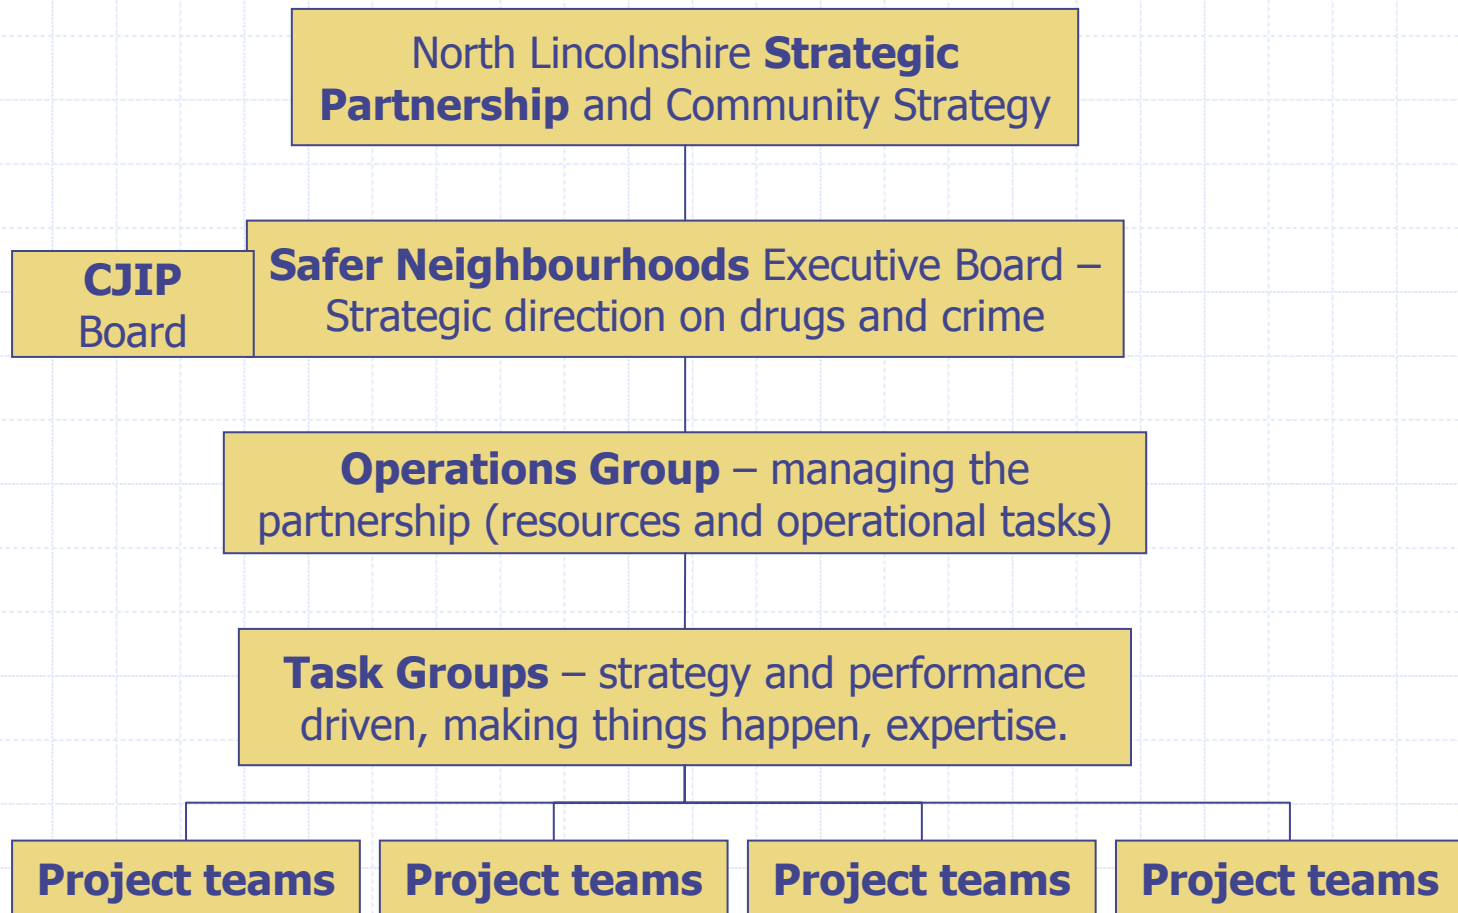 North Lincolnshire Strategic
Partnership and Community Strategy
CJIP
Board
Safer Neighbourhoods Executive Board –
Strategic direction on drugs and crime
Operations Group – managing the
partnership (resources and operational tasks)
Task Groups – strategy and performance
driven, making things happen, expertise.
Project teams
Project teams
Project teams
Project teams